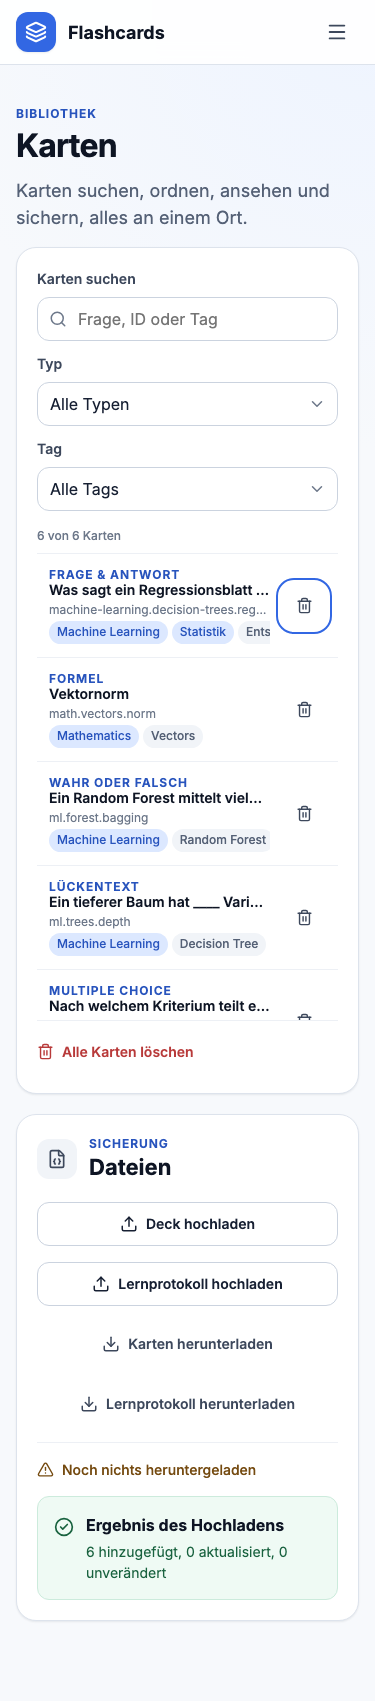 Flashcards
BIBLIOTHEK
Karten
Karten suchen, ordnen, ansehen und
sichern, alles an einem Ort.
Karten suchen
Frage, ID oder Tag
Typ
Alle Typen
Tag
Alle Tags
6 von 6 Karten
FRAGE & ANTWORT
Was sagt ein Regressionsblatt ...
machine-learning.decision-trees.reg...
Machine Learning Statistik Ents
FORMEL
Vektornorm
math.vectors.norm
Mathematics Vectors
WAHR ODER FALSCH
Ein Random Forest mittelt viel...
ml.forest.bagging
Machine Learning Random Forest
LÜCKENTEXT
Ein tieferer Baum hat ____ Vari...
ml.trees.depth
Machine Learning Decision Tree
MULTIPLE CHOICE
Nach welchem Kriterium teilt e...
Alle Karten löschen
SICHERUNG
Dateien
Deck hochladen
Lernprotokoll hochladen
Karten herunterladen
Lernprotokoll herunterladen
Noch nichts heruntergeladen
Ergebnis des Hochladens
6 hinzugefügt, 0 aktualisiert, 0
unverändert